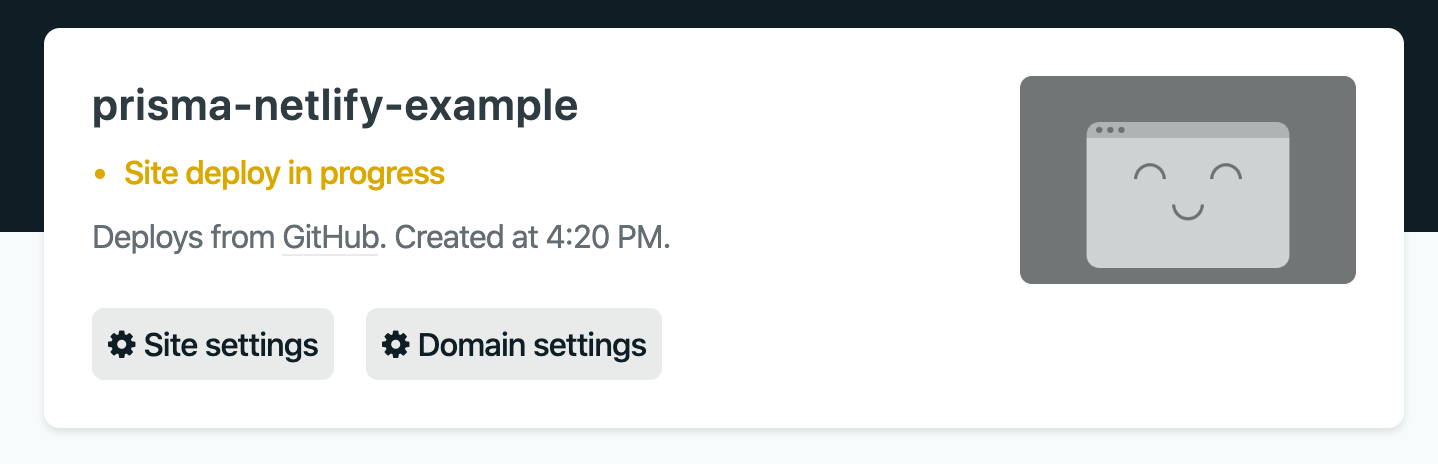 prisma-netlify-example
• Site deploy in progress
Deploys from GitHub. Created at 4:20 PM.
Site settings
Domain settings